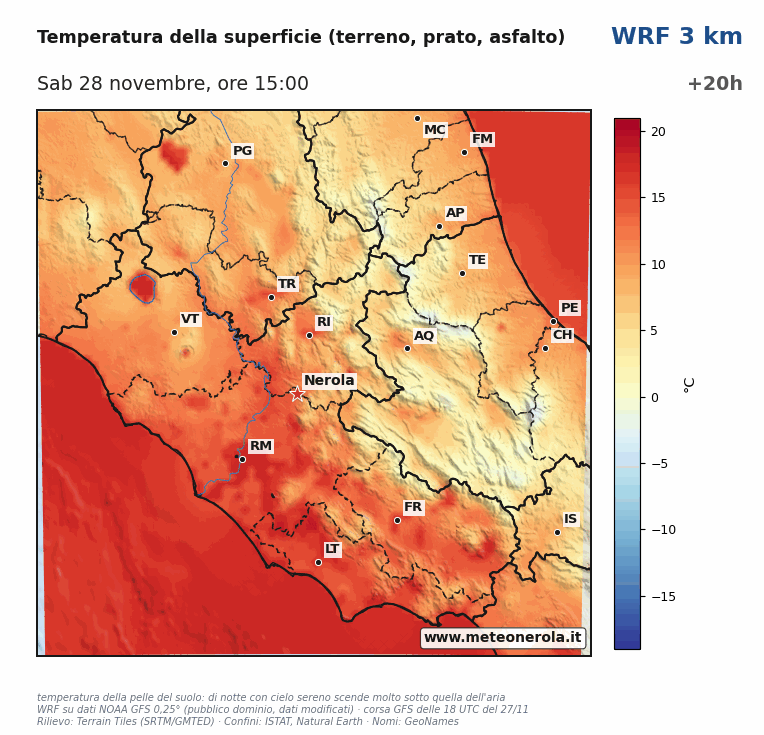 Temperatura della superficie (terreno, prato, asfalto)
WRF 3 km
Sab 28 novembre, ore 15:00
+20h
MC
FM
PG
AP
TE
TR
PE
VT
RI
AQ
CH
Nerola
RM
FR
IS
LT
www.meteonerola.it
20
15
10
5
0
−5
−10
−15
°C
temperatura della pelle del suolo: di notte con cielo sereno scende molto sotto quella dell'aria
WRF su dati NOAA GFS 0,25° (pubblico dominio, dati modificati) · corsa GFS delle 18 UTC del 27/11
Rilievo: Terrain Tiles (SRTM/GMTED) · Confini: ISTAT, Natural Earth · Nomi: GeoNames